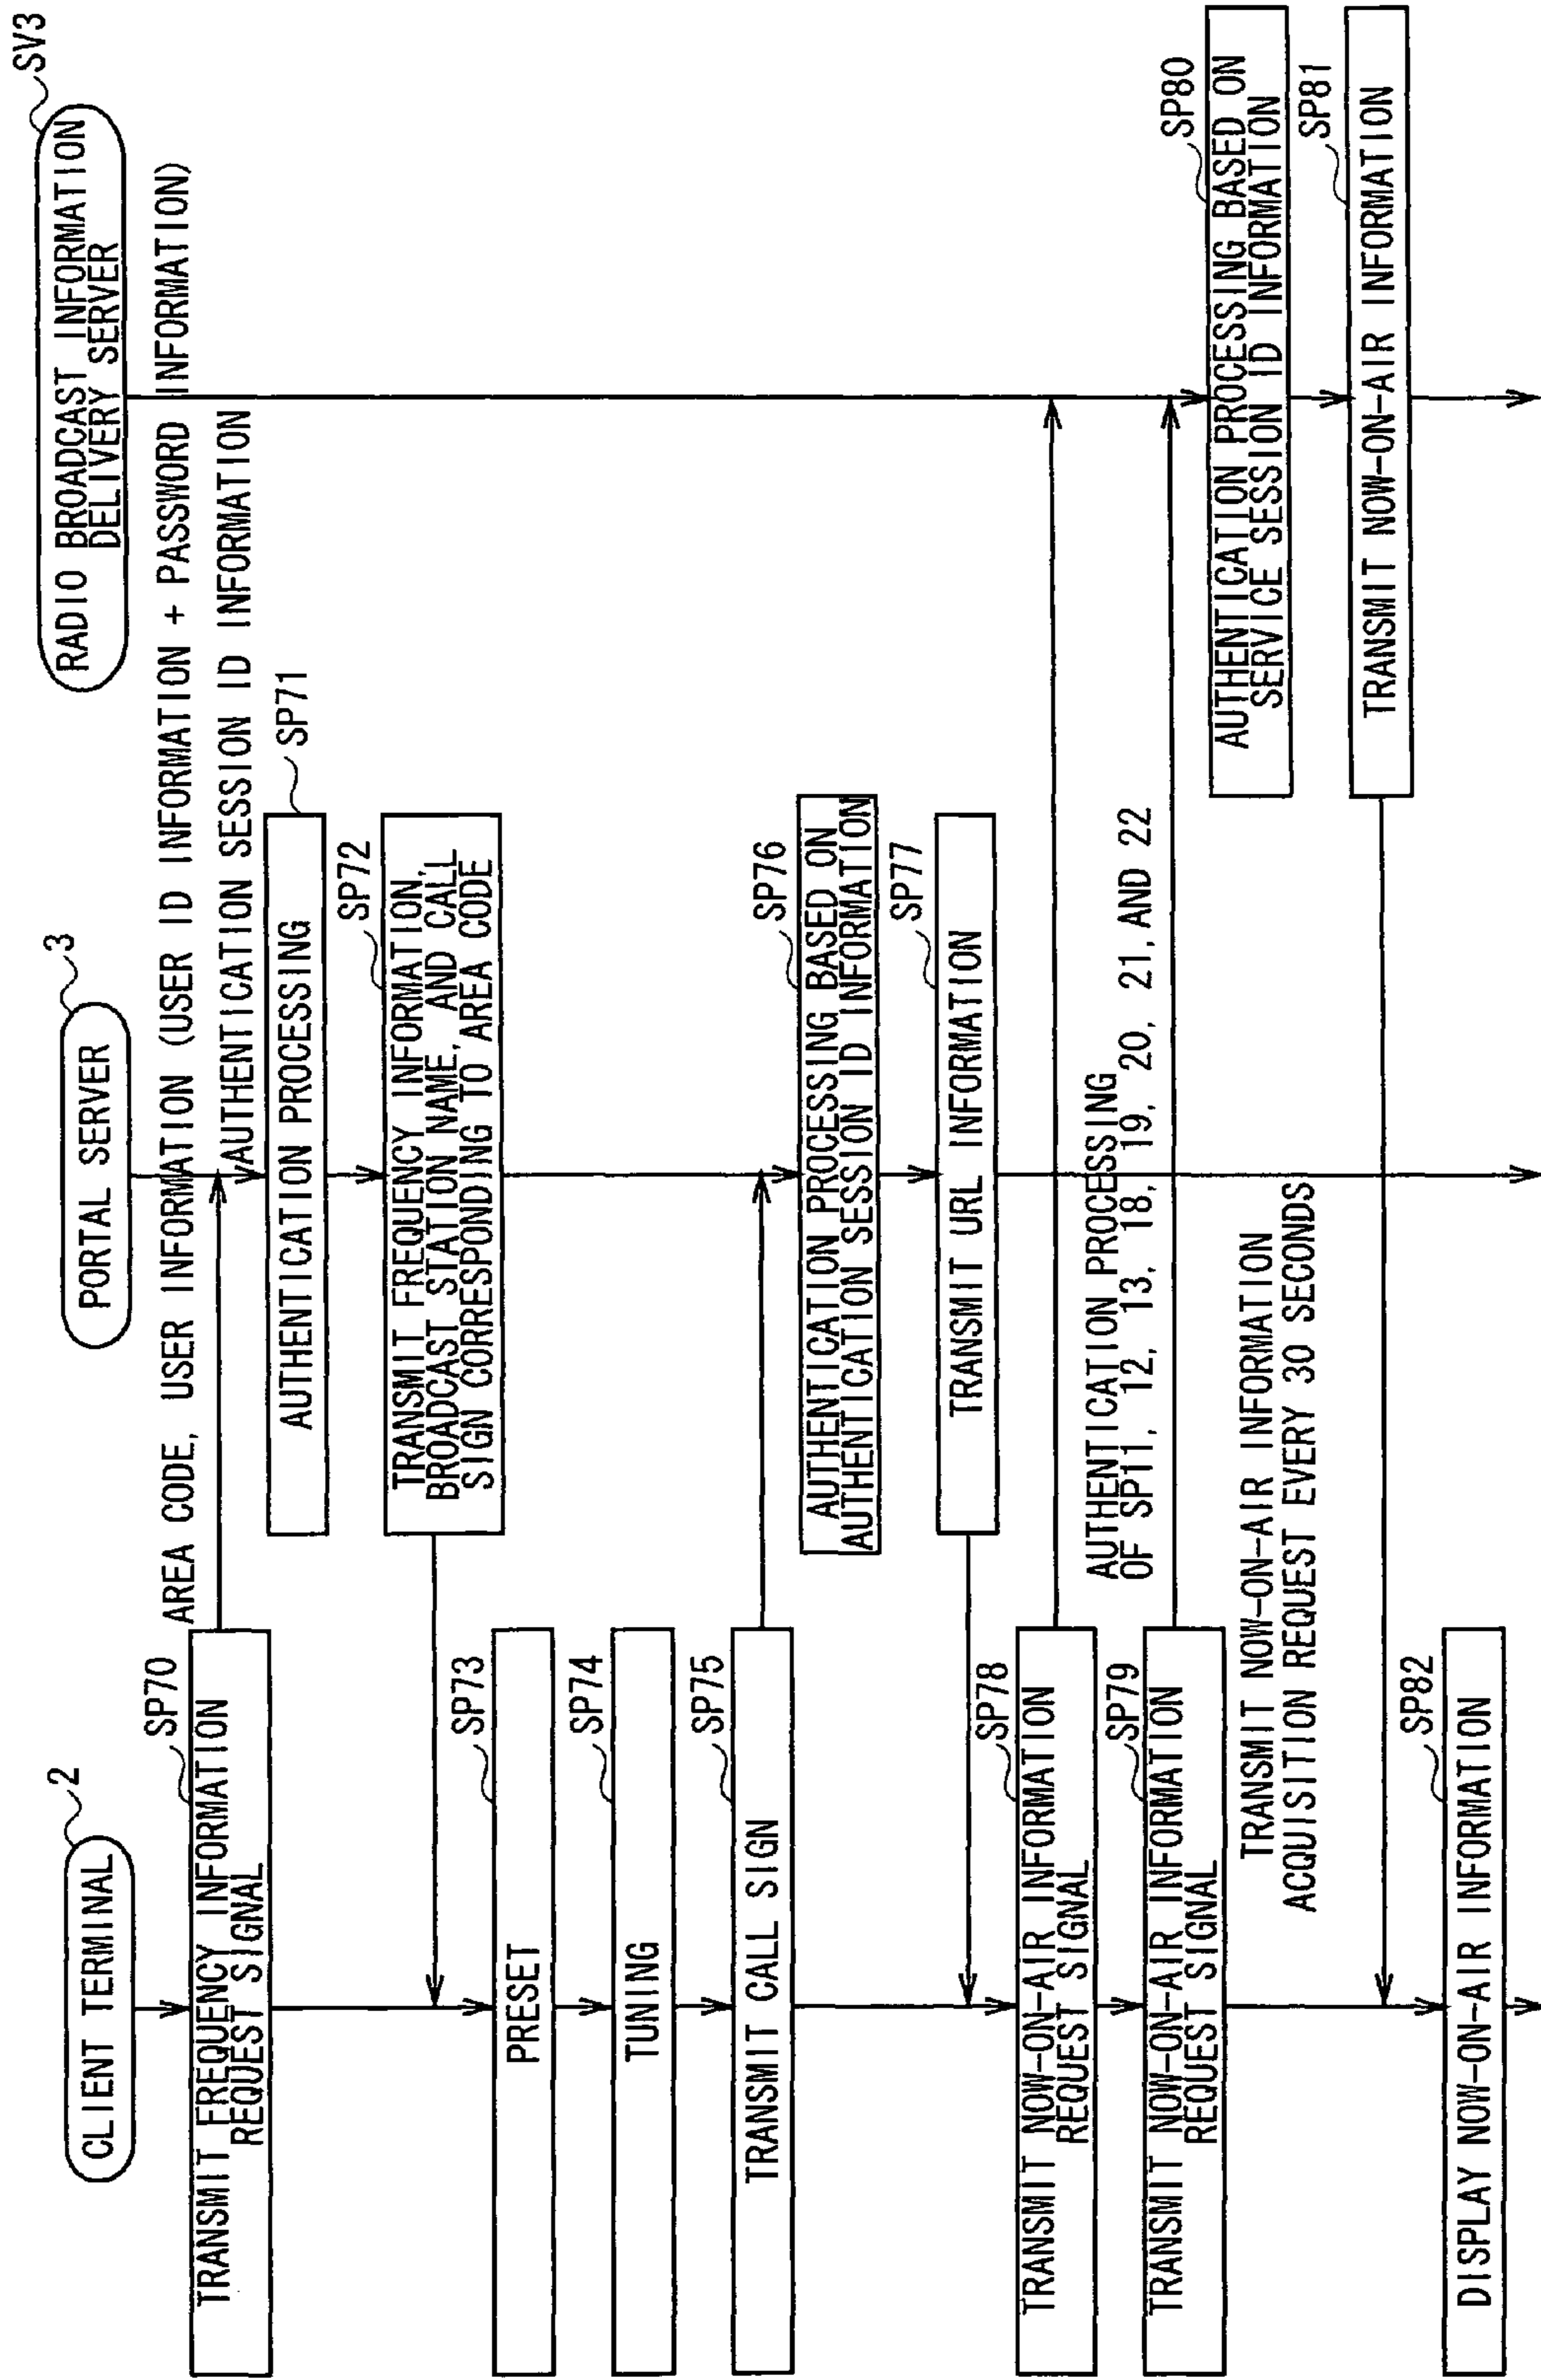 CLIENT TERMINAL
2
PORTAL SERVER
3
RADIO BROADCAST INFORMATION
DELIVERY SERVER
SV3
AREA CODE, USER INFORMATION (USER ID INFORMATION + PASSWORD INFORMATION)
AUTHENTICATION SESSION ID INFORMATION
SP70
TRANSMIT FREQUENCY INFORMATION
REQUEST SIGNAL
SP71
AUTHENTICATION PROCESSING
SP72
TRANSMIT FREQUENCY INFORMATION,
BROADCAST STATION NAME, AND CALL
SIGN CORRESPONDING TO AREA CODE
SP73
PRESET
SP74
TUNING
SP75
TRANSMIT CALL SIGN
SP76
AUTHENTICATION PROCESSING BASED ON
AUTHENTICATION SESSION ID INFORMATION
SP77
TRANSMIT URL INFORMATION
SP78
TRANSMIT NOW-ON-AIR INFORMATION
REQUEST SIGNAL
AUTHENTICATION PROCESSING
OF SP11, 12, 13, 18, 19, 20, 21, AND 22
SP79
TRANSMIT NOW-ON-AIR INFORMATION
REQUEST SIGNAL
SP80
AUTHENTICATION PROCESSING BASED ON
SERVICE SESSION ID INFORMATION
TRANSMIT NOW-ON-AIR INFORMATION
ACQUISITION REQUEST EVERY 30 SECONDS
SP81
TRANSMIT NOW-ON-AIR INFORMATION
SP82
DISPLAY NOW-ON-AIR INFORMATION